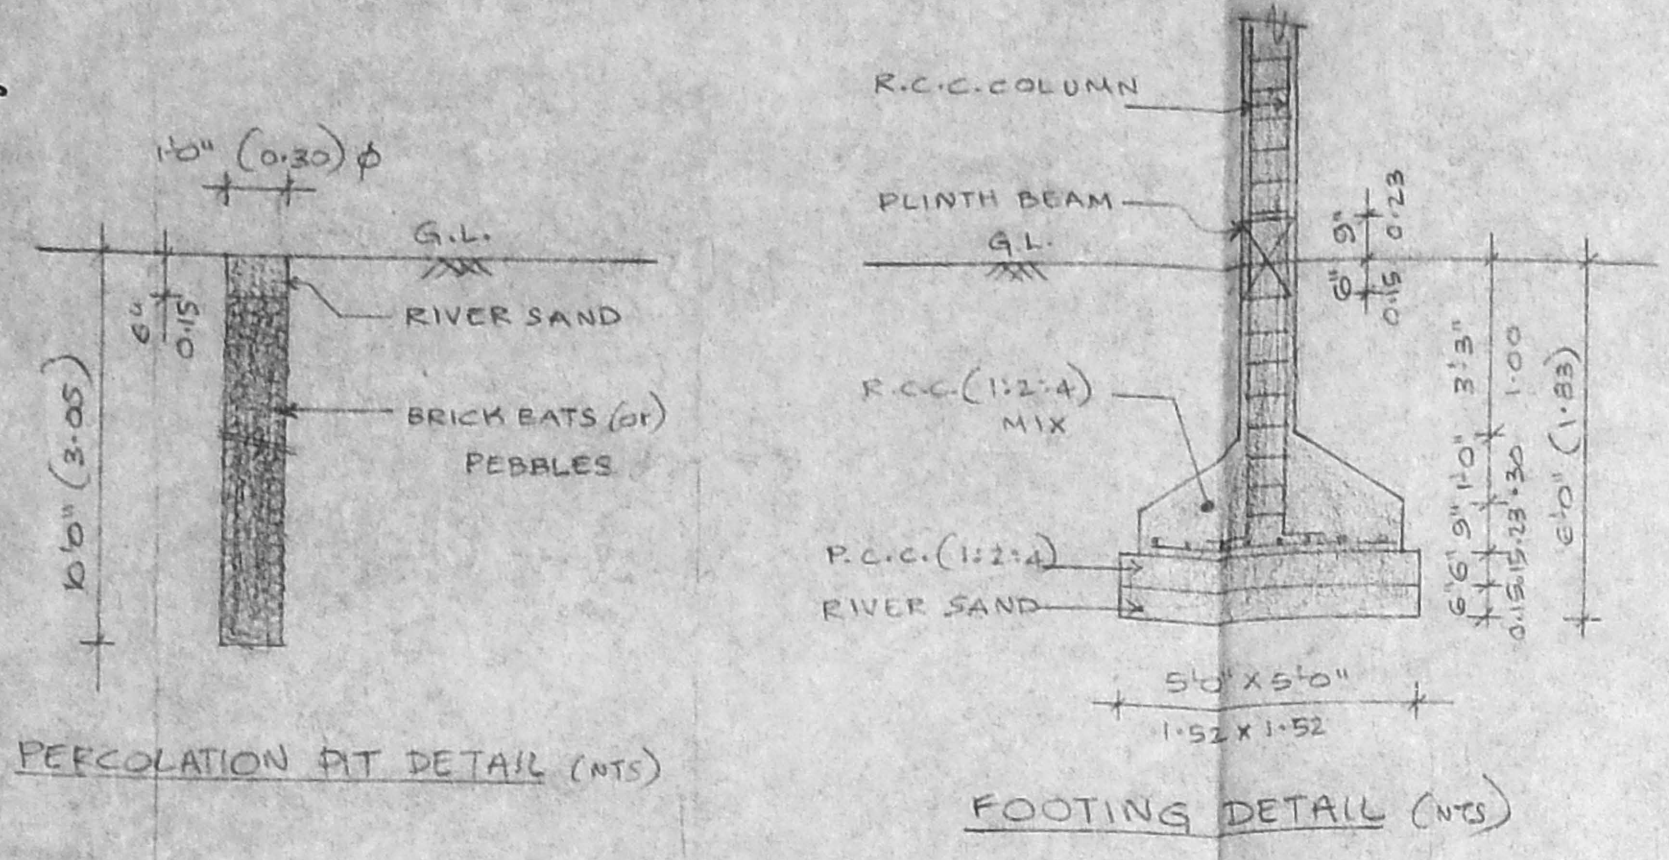 1'0" (0.30) φ
G.L.
6"
0.15
10'0" (3.05)
RIVER SAND
BRICK BATS (or)
PEBBLES
PERCOLATION PIT DETAIL (NTS)
R.C.C. COLUMN
PLINTH BEAM
G.L.
9"
0.23
6"
0.15
R.C.C. (1:2:4)
MIX
P.C.C. (1:2:4)
RIVER SAND
3'3"
1.00
1'0"
.30
9"
.23
6"
.15
6"
0.15
6'0" (1.83)
5'0" X 5'0"
1.52 X 1.52
FOOTING DETAIL (NTS)